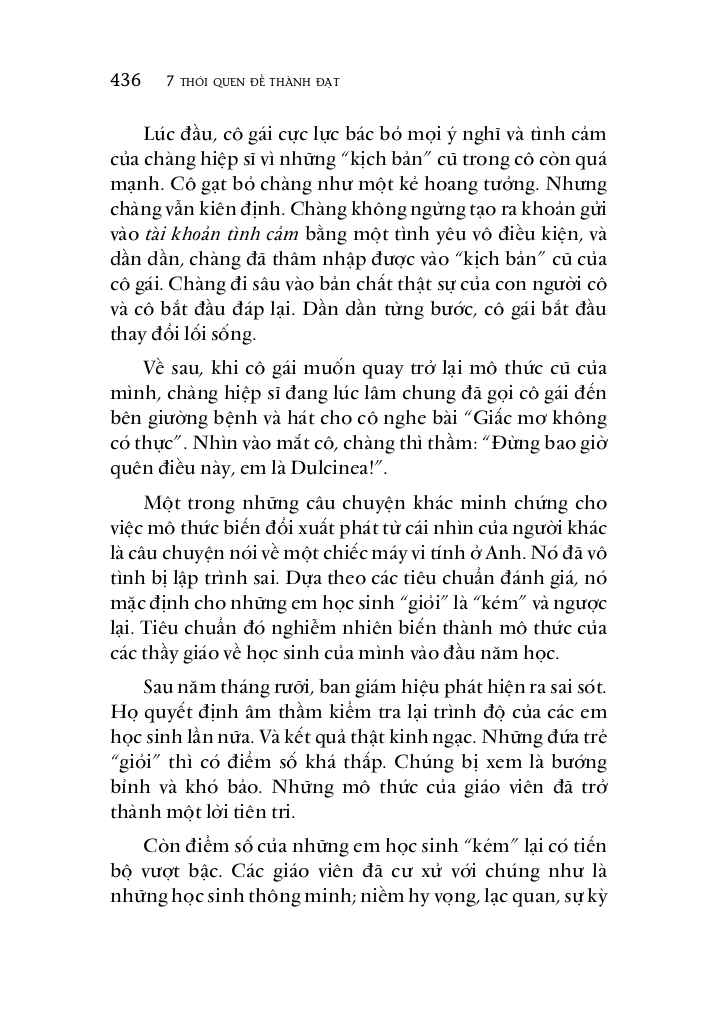 436 7 THÓI QUEN ĐỂ THÀNH ĐẠT
Lúc đầu, cô gái cực lực bác bỏ mọi ý nghĩ và tình cảm
của chàng hiệp sĩ vì những “kịch bản” cũ trong cô còn quá
mạnh. Cô gạt bỏ chàng như một kẻ hoang tưởng. Nhưng
chàng vẫn kiên định. Chàng không ngừng tạo ra khoản gửi
vào tài khoản tình cảm bằng một tình yêu vô điều kiện, và
dần dần, chàng đã thâm nhập được vào “kịch bản” cũ của
cô gái. Chàng đi sâu vào bản chất thật sự của con người cô
và cô bắt đầu đáp lại. Dần dần từng bước, cô gái bắt đầu
thay đổi lối sống.
Về sau, khi cô gái muốn quay trở lại mô thức cũ của
mình, chàng hiệp sĩ đang lúc lâm chung đã gọi cô gái đến
bên giường bệnh và hát cho cô nghe bài “Giấc mơ không
có thực”. Nhìn vào mắt cô, chàng thì thầm: “Đừng bao giờ
quên điều này, em là Dulcinea!”.
Một trong những câu chuyện khác minh chứng cho
việc mô thức biến đổi xuất phát từ cái nhìn của người khác
là câu chuyện nói về một chiếc máy vi tính ở Anh. Nó đã vô
tình bị lập trình sai. Dựa theo các tiêu chuẩn đánh giá, nó
mặc định cho những em học sinh “giỏi” là “kém” và ngược
lại. Tiêu chuẩn đó nghiễm nhiên biến thành mô thức của
các thầy giáo về học sinh của mình vào đầu năm học.
Sau năm tháng rưỡi, ban giám hiệu phát hiện ra sai sót.
Họ quyết định âm thầm kiểm tra lại trình độ của các em
học sinh lần nữa. Và kết quả thật kinh ngạc. Những đứa trẻ
“giỏi” thì có điểm số khá thấp. Chúng bị xem là bướng
bỉnh và khó bảo. Những mô thức của giáo viên đã trở
thành một lời tiên tri.
Còn điểm số của những em học sinh “kém” lại có tiến
bộ vượt bậc. Các giáo viên đã cư xử với chúng như là
những học sinh thông minh; niềm hy vọng, lạc quan, sự kỳ